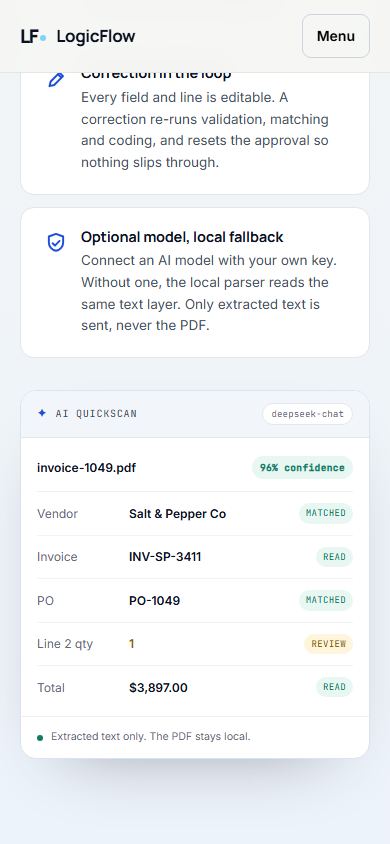 LF LogicFlow
Menu
Correction in the loop
Every field and line is editable. A
correction re-runs validation, matching
and coding, and resets the approval so
nothing slips through.
Optional model, local fallback
Connect an AI model with your own key.
Without one, the local parser reads the
same text layer. Only extracted text is
sent, never the PDF.
AI QUICKSCAN deepseek-chat
invoice-1049.pdf 96% confidence
Vendor Salt & Pepper Co MATCHED
Invoice INV-SP-3411 READ
PO PO-1049 MATCHED
Line 2 qty 1 REVIEW
Total $3,897.00 READ
Extracted text only. The PDF stays local.